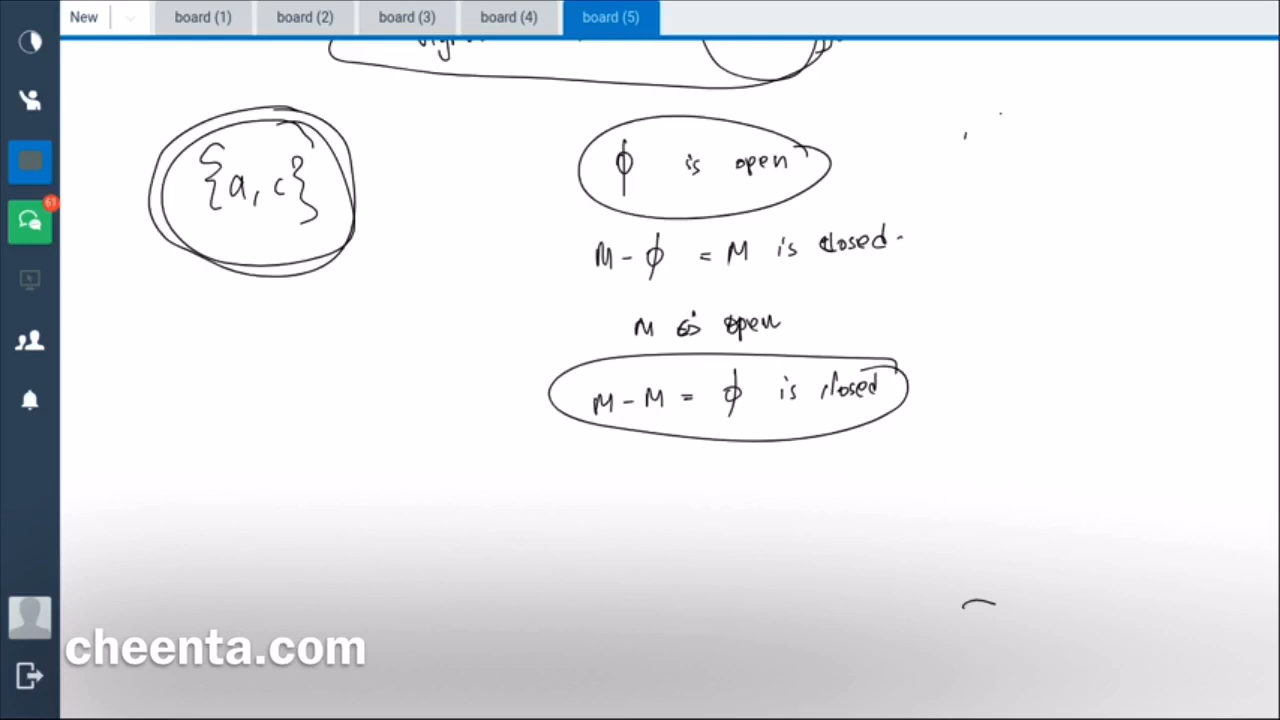 New board (1) board (2) board (3) board (4) board (5)
61
{a, c}
ϕ is open
M - ϕ = M is closed.
M is open
M - M = ϕ is closed
cheenta.com